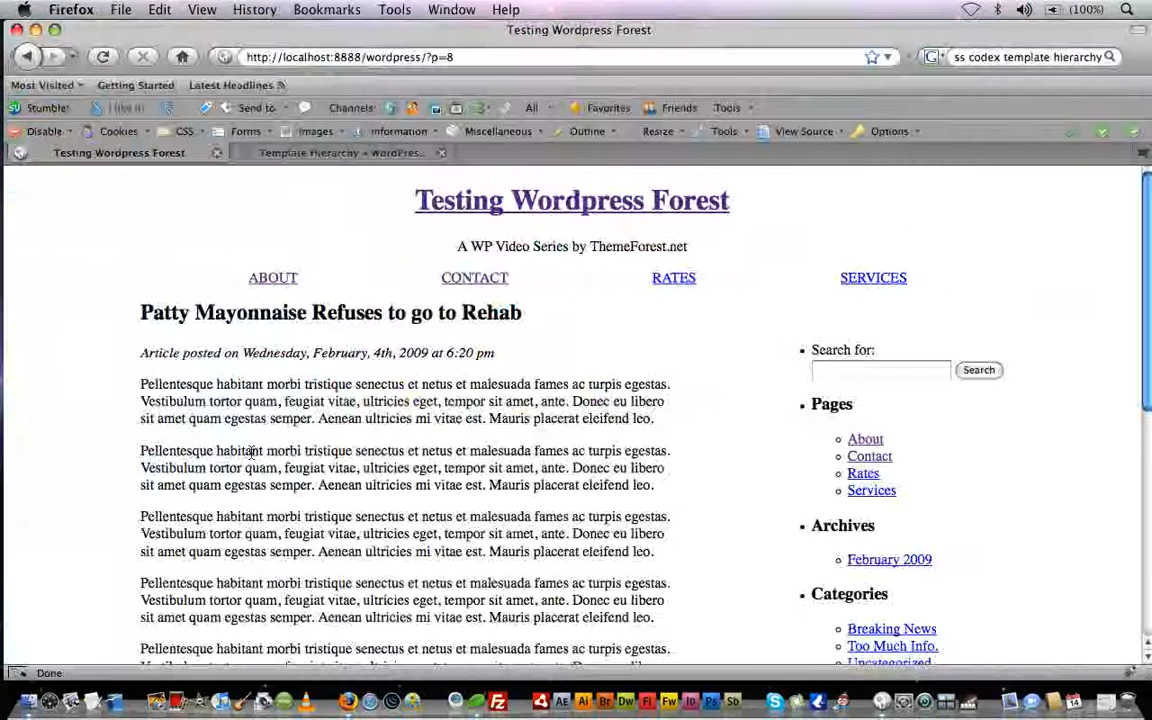 Firefox File Edit View History Bookmarks Tools Window Help (100%)
Testing Wordpress Forest
http://localhost:8888/wordpress/?p=8 ss codex template hierarchy
Most Visited Getting Started Latest Headlines
Stumble! I like it Send to Channels: All Favorites Friends Tools
Disable Cookies CSS Forms Images Information Miscellaneous Outline Resize Tools View Source Options
Testing Wordpress Forest Template Hierarchy « WordPres...
Testing Wordpress Forest
A WP Video Series by ThemeForest.net
ABOUT CONTACT RATES SERVICES
Patty Mayonnaise Refuses to go to Rehab
Article posted on Wednesday, February, 4th, 2009 at 6:20 pm
Pellentesque habitant morbi tristique senectus et netus et malesuada fames ac turpis egestas.
Vestibulum tortor quam, feugiat vitae, ultricies eget, tempor sit amet, ante. Donec eu libero
sit amet quam egestas semper. Aenean ultricies mi vitae est. Mauris placerat eleifend leo.
Pellentesque habitant morbi tristique senectus et netus et malesuada fames ac turpis egestas.
Vestibulum tortor quam, feugiat vitae, ultricies eget, tempor sit amet, ante. Donec eu libero
sit amet quam egestas semper. Aenean ultricies mi vitae est. Mauris placerat eleifend leo.
Pellentesque habitant morbi tristique senectus et netus et malesuada fames ac turpis egestas.
Vestibulum tortor quam, feugiat vitae, ultricies eget, tempor sit amet, ante. Donec eu libero
sit amet quam egestas semper. Aenean ultricies mi vitae est. Mauris placerat eleifend leo.
Pellentesque habitant morbi tristique senectus et netus et malesuada fames ac turpis egestas.
Vestibulum tortor quam, feugiat vitae, ultricies eget, tempor sit amet, ante. Donec eu libero
sit amet quam egestas semper. Aenean ultricies mi vitae est. Mauris placerat eleifend leo.
Pellentesque habitant morbi tristique senectus et netus et malesuada fames ac turpis egestas.
Search for:
Search
Pages
About
Contact
Rates
Services
Archives
February 2009
Categories
Breaking News
Too Much Info.
Uncategorized
Done
AE Ai Br Dw Fl Fw Id Ps Sb 14